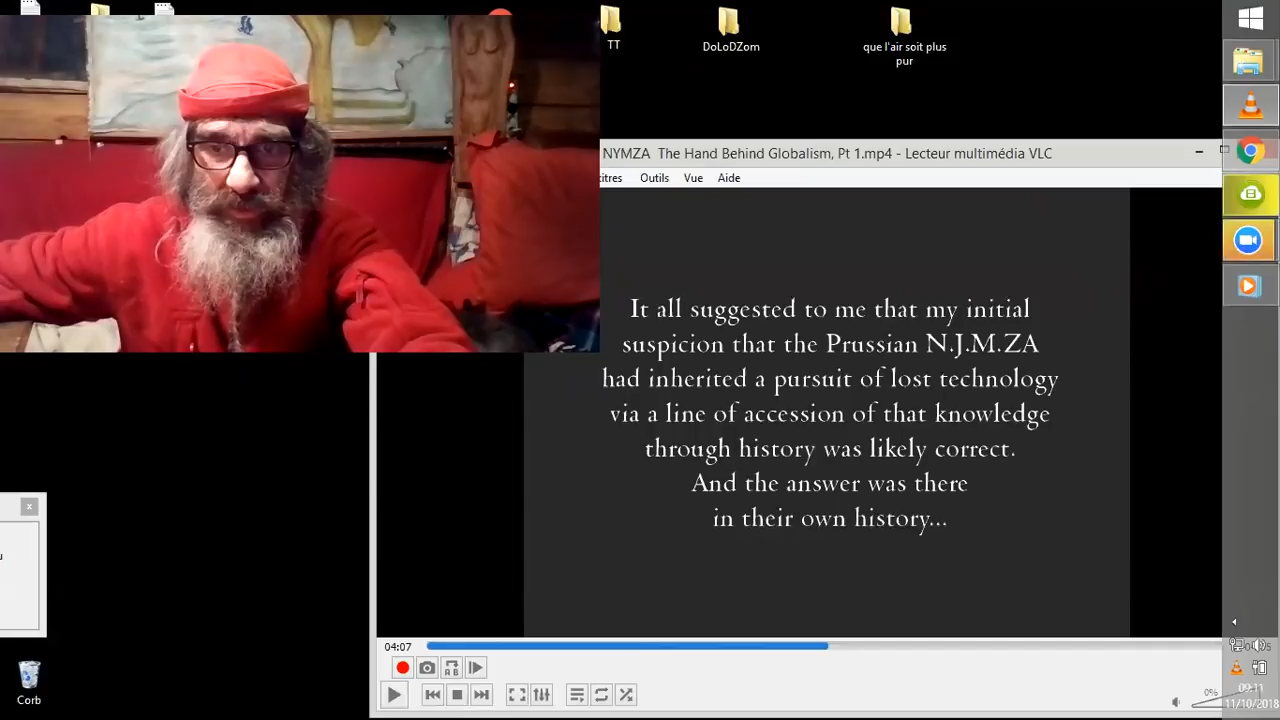 TT
DoLoDZom
que l'air soit plus
pur
NYMZA The Hand Behind Globalism, Pt 1.mp4 - Lecteur multimédia VLC
Outils Vue Aide
It all suggested to me that my initial
suspicion that the Prussian N.J.M.ZA
had inherited a pursuit of lost technology
via a line of accession of that knowledge
through history was likely correct.
And the answer was there
in their own history...
04:07
0%
Corb
09:11
11/10/2018